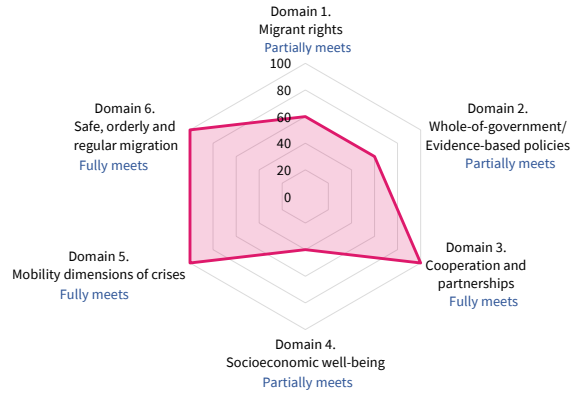 Domain 1.
Migrant rights
Partially meets
100
80
60
40
20
0
Domain 2.
Whole-of-government/
Evidence-based policies
Partially meets
Domain 3.
Cooperation and
partnerships
Fully meets
Domain 4.
Socioeconomic well-being
Partially meets
Domain 5.
Mobility dimensions of crises
Fully meets
Domain 6.
Safe, orderly and
regular migration
Fully meets